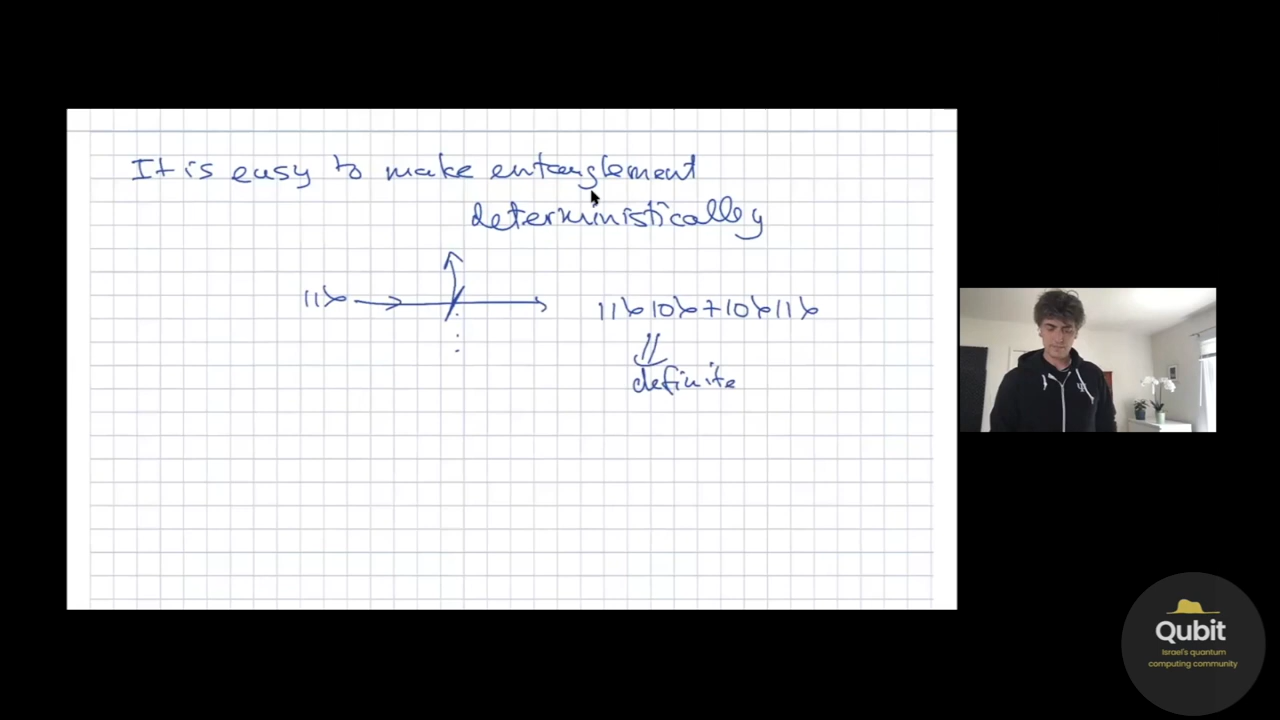 It is easy to make entanglement
deterministically
|1> |1>|0>+|0>|1>
definite
Qubit
Israel's quantum
computing community